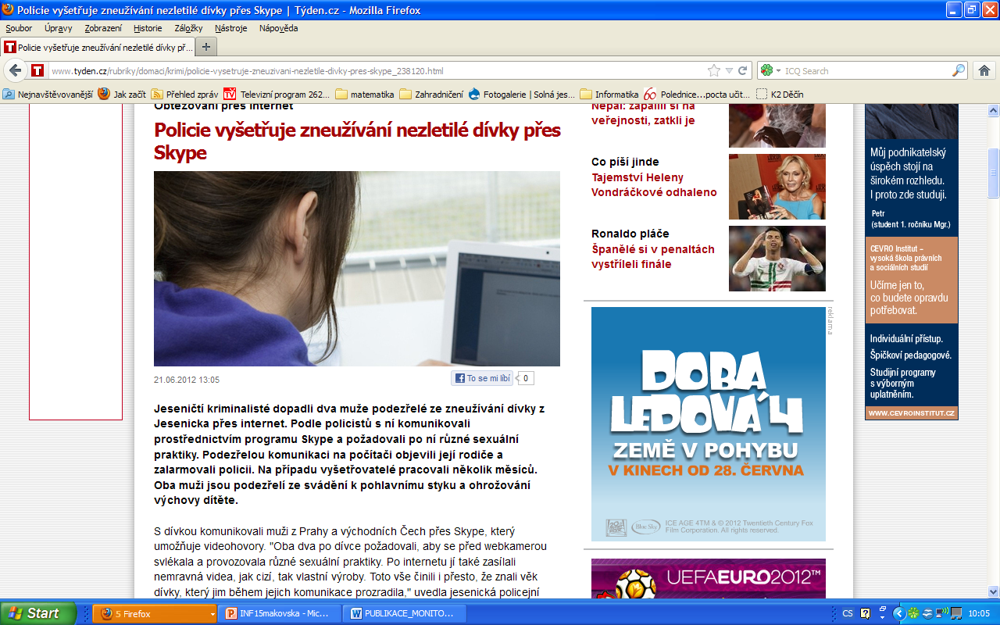 Policie vyšetřuje zneužívání nezletilé dívky přes Skype | Týden.cz - Mozilla Firefox
Soubor Úpravy Zobrazení Historie Záložky Nástroje Nápověda
Policie vyšetřuje zneužívání nezletilé dívky př...
www.tyden.cz/rubriky/domaci/krimi/policie-vysetruje-zneuzivani-nezletile-divky-pres-skype_238120.html
ICQ Search
Nejnavštěvovanější Jak začít Přehled zpráv Televizní program 262... matematika Zahradničení Fotogalerie | Solná jes... Informatika Polednice...pocta učit... K2 Děčín
Obtěžování přes internet
Policie vyšetřuje zneužívání nezletilé dívky přes
Skype
21.06.2012 13:05
To se mi líbí 0
Jeseničtí kriminalisté dopadli dva muže podezřelé ze zneužívání dívky z
Jesenicka přes internet. Podle policistů s ní komunikovali
prostřednictvím programu Skype a požadovali po ní různé sexuální
praktiky. Podezřelou komunikaci na počítači objevili její rodiče a
zalarmovali policii. Na případu vyšetřovatelé pracovali několik měsíců.
Oba muži jsou podezřelí ze svádění k pohlavnímu styku a ohrožování
výchovy dítěte.
S dívkou komunikovali muži z Prahy a východních Čech přes Skype, který
umožňuje videohovory. "Oba dva po dívce požadovali, aby se před webkamerou
svlékala a provozovala různé sexuální praktiky. Po internetu jí také zasílali
nemravná videa, jak cizí, tak vlastní výroby. Toto vše činili i přesto, že znali věk
dívky, který jim během jejich komunikace prozradila," uvedla jesenická policejní
Nepál: zapálili si na
veřejnosti, zatkli je
Co píší jinde
Tajemství Heleny
Vondráčkové odhaleno
Ronaldo pláče
Španělé si v penaltách
vystříleli finále
reklama
DOBA
LEDOVÁ 4
ZEMĚ V POHYBU
V KINECH OD 28. ČERVNA
Blue Sky
ICE AGE 4TM & © 2012 Twentieth Century Fox
Film Corporation. All rights reserved.
UEFA EURO2012™
Můj podnikatelský
úspěch stojí na
širokém rozhledu.
I proto zde studuji.
Petr
(student 1. ročníku Mgr.)
CEVRO Institut –
vysoká škola právních
a sociálních studií
Učíme jen to,
co budete opravdu
potřebovat.
Individuální přístup.
Špičkoví pedagogové.
Studijní programy
s výborným
uplatněním.
WWW.CEVROINSTITUT.CZ
Start 5 Firefox INF15makovska - Mic... PUBLIKACE_MONITO... CS 10:05